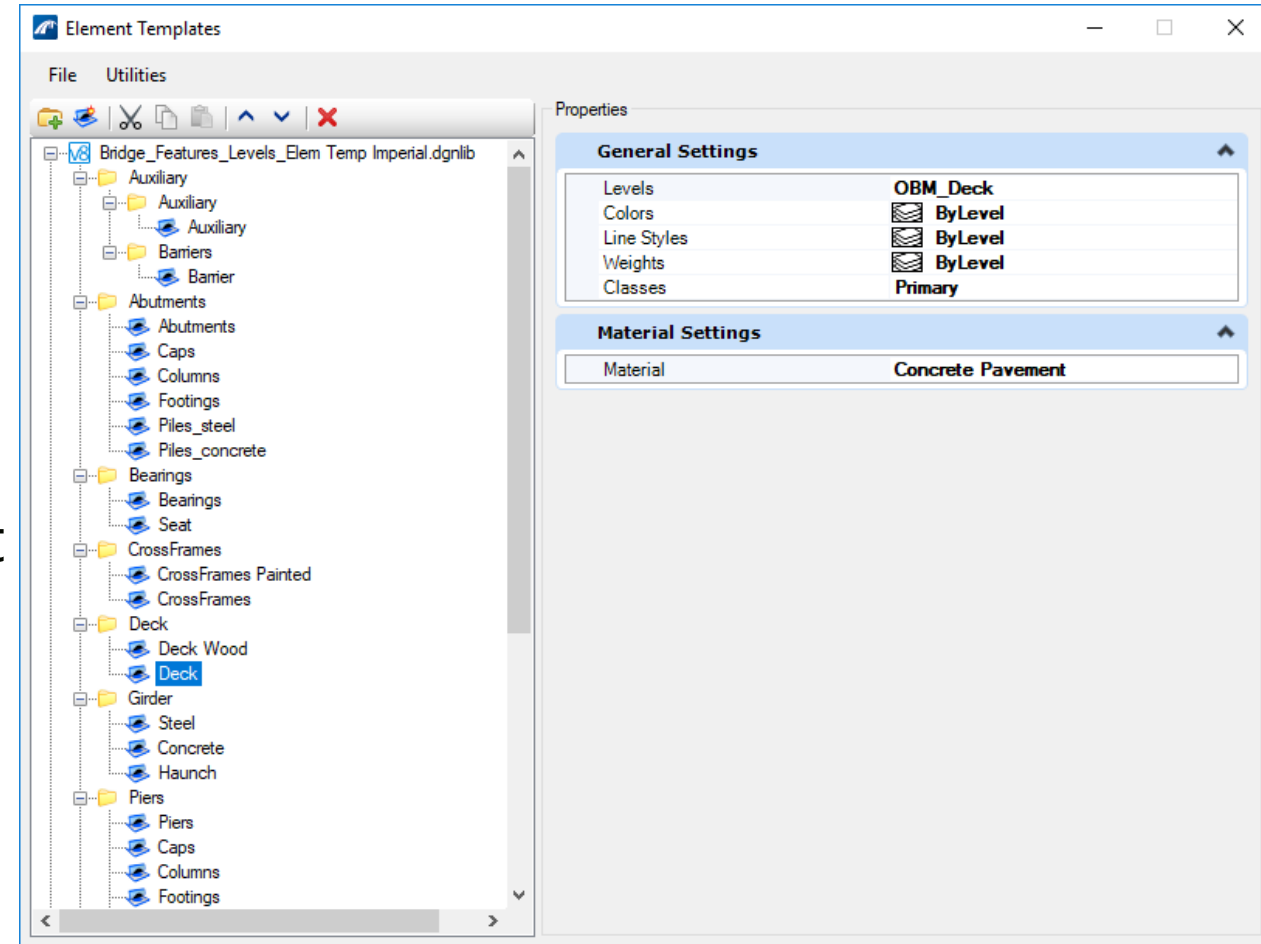 Element Templates
File Utilities
Properties
V8 Bridge_Features_Levels_Elem Temp Imperial.dgnlib
Auxiliary
Auxiliary
Auxiliary
Barriers
Barrier
Abutments
Abutments
Caps
Columns
Footings
Piles_steel
Piles_concrete
Bearings
Bearings
Seat
CrossFrames
CrossFrames Painted
CrossFrames
Deck
Deck Wood
Deck
Girder
Steel
Concrete
Haunch
Piers
Piers
Caps
Columns
Footings
General Settings
Levels OBM_Deck
Colors ByLevel
Line Styles ByLevel
Weights ByLevel
Classes Primary
Material Settings
Material Concrete Pavement
t